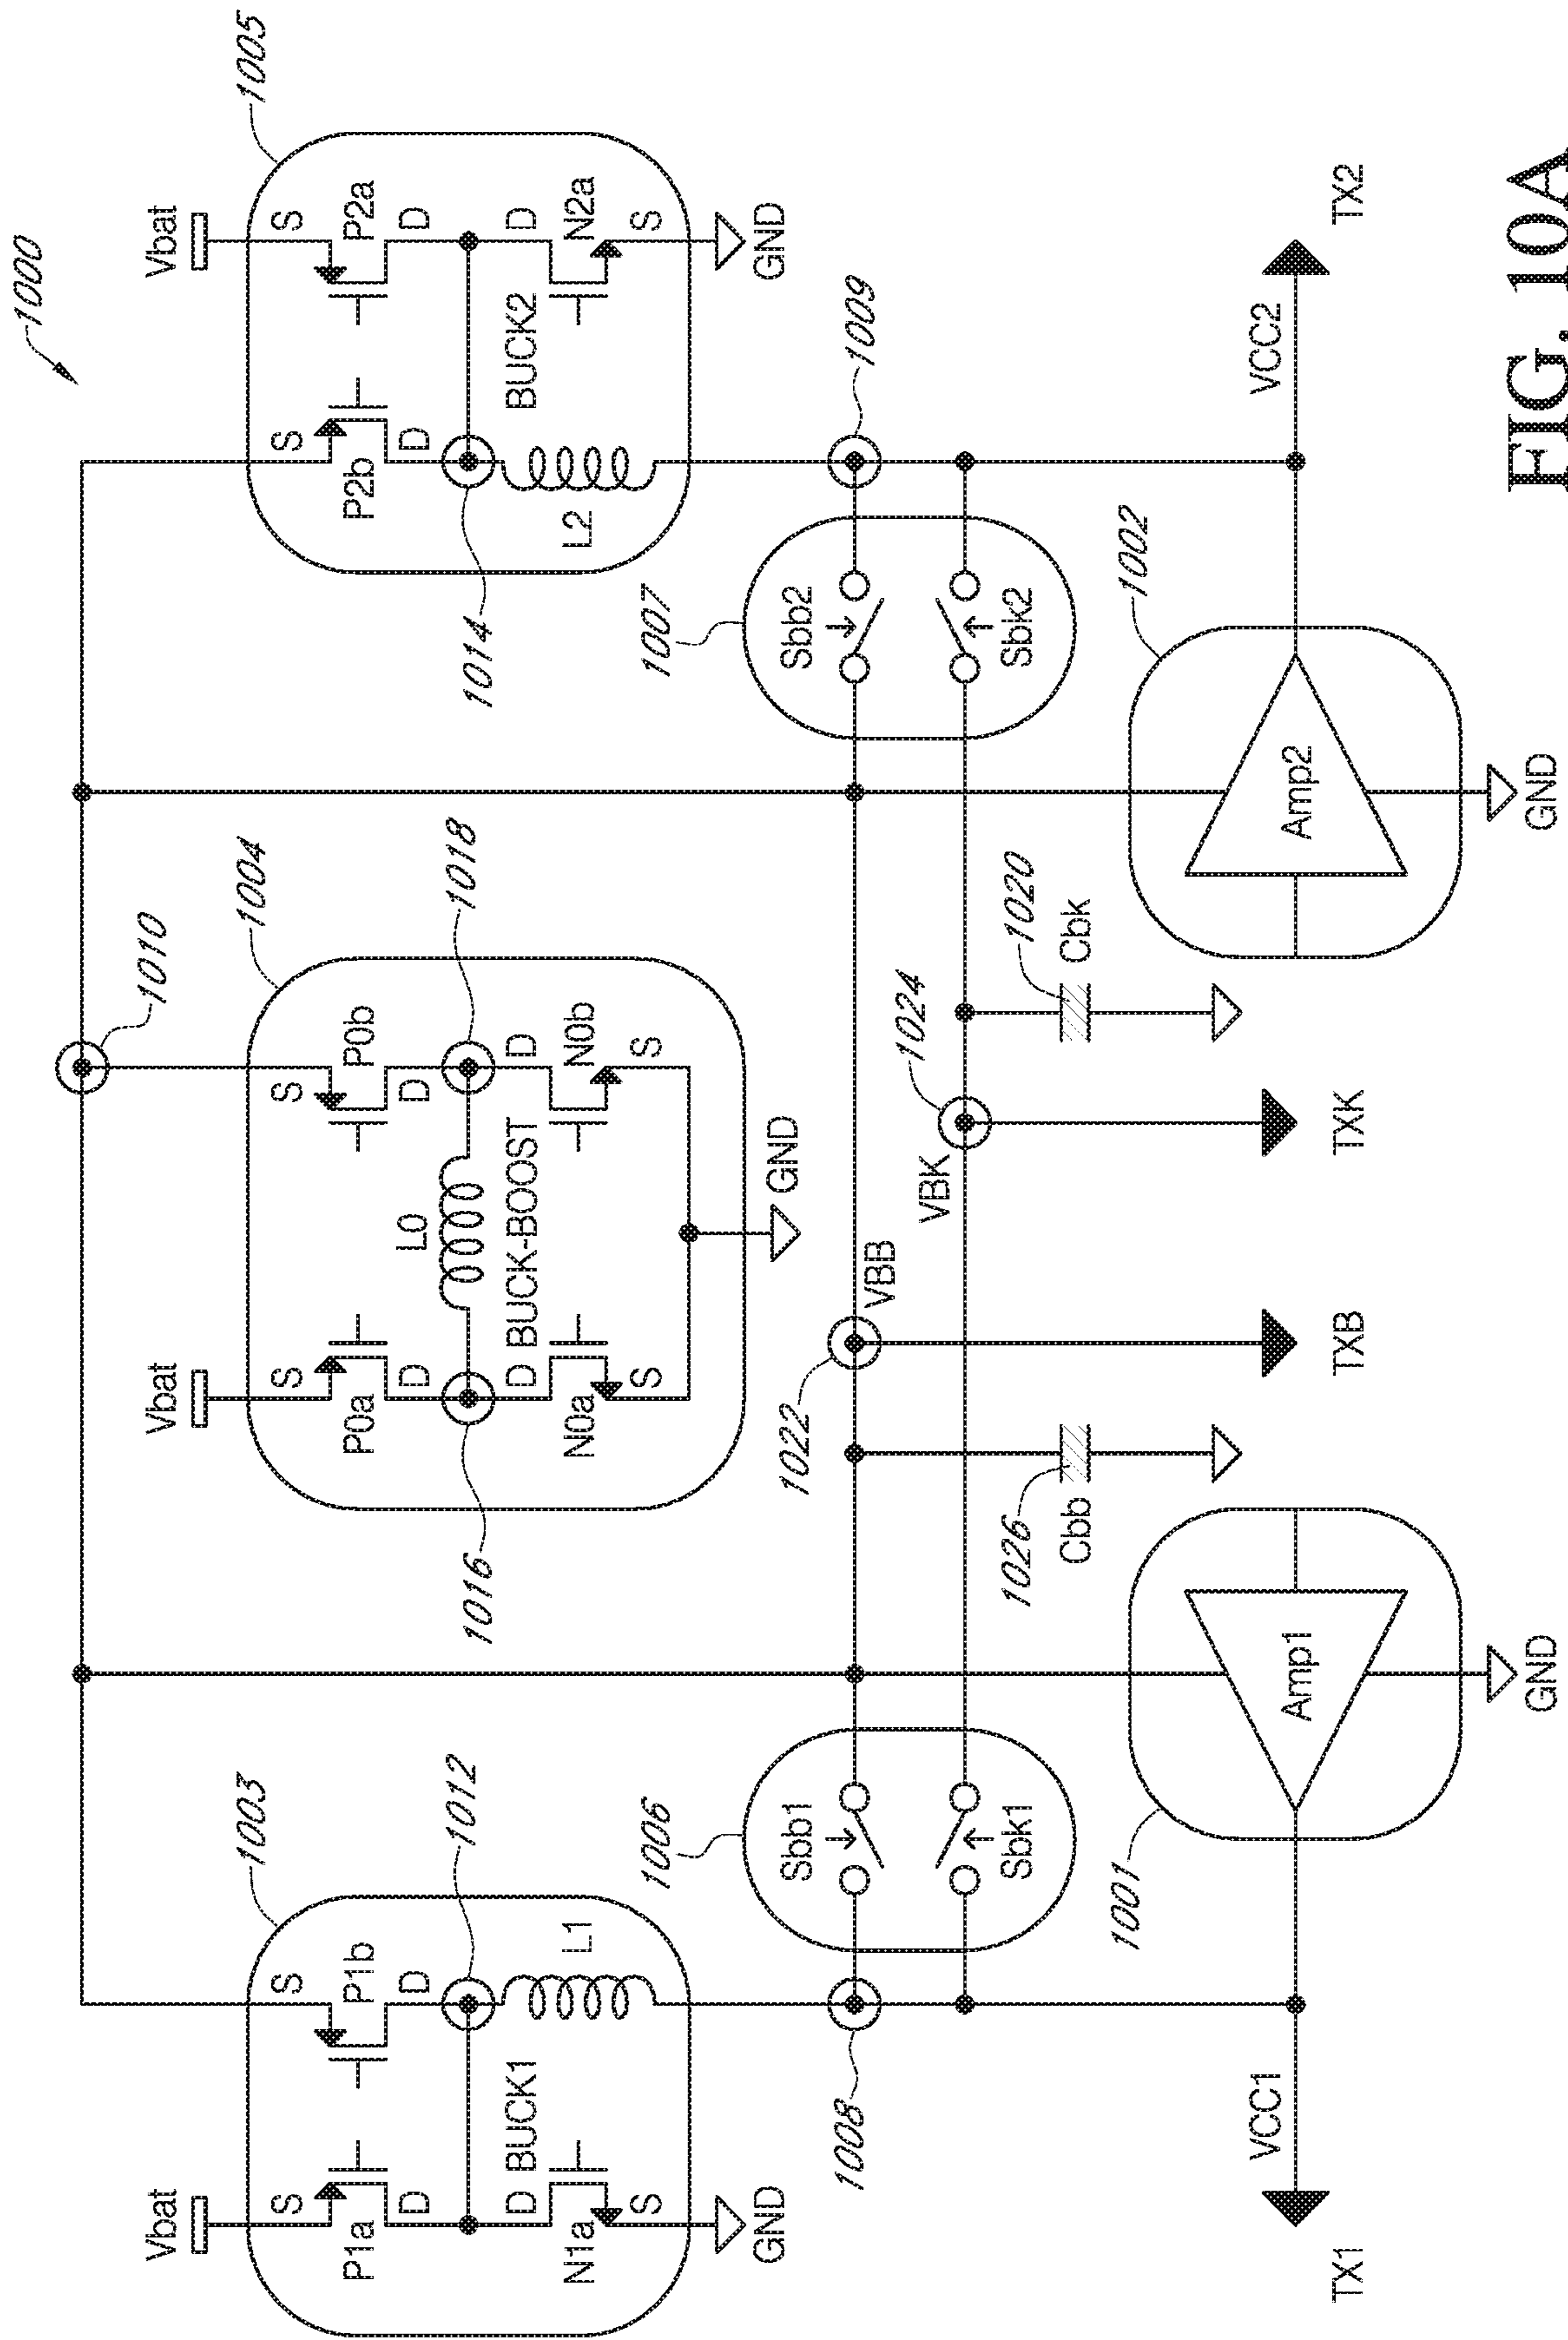 1000
1003
Vbat
S
S
P1a
P1b
D
D
1012
D
BUCK1
N1a
S
L1
GND
1010
1004
Vbat
S
S
P0a
P0b
D
D
1016
L0
1018
D
BUCK-BOOST
D
N0a
N0b
S
S
GND
1005
Vbat
S
S
P2b
P2a
D
D
1014
BUCK2
D
L2
N2a
S
GND
1006
1008
Sbb1
Sbk1
1022
VBB
VBK
1024
1007
1009
Sbb2
Sbk2
1026
Cbb
1020
Cbk
1001
Amp1
GND
VCC1
TX1
TXB
TXK
1002
Amp2
GND
VCC2
TX2
FIG. 10A